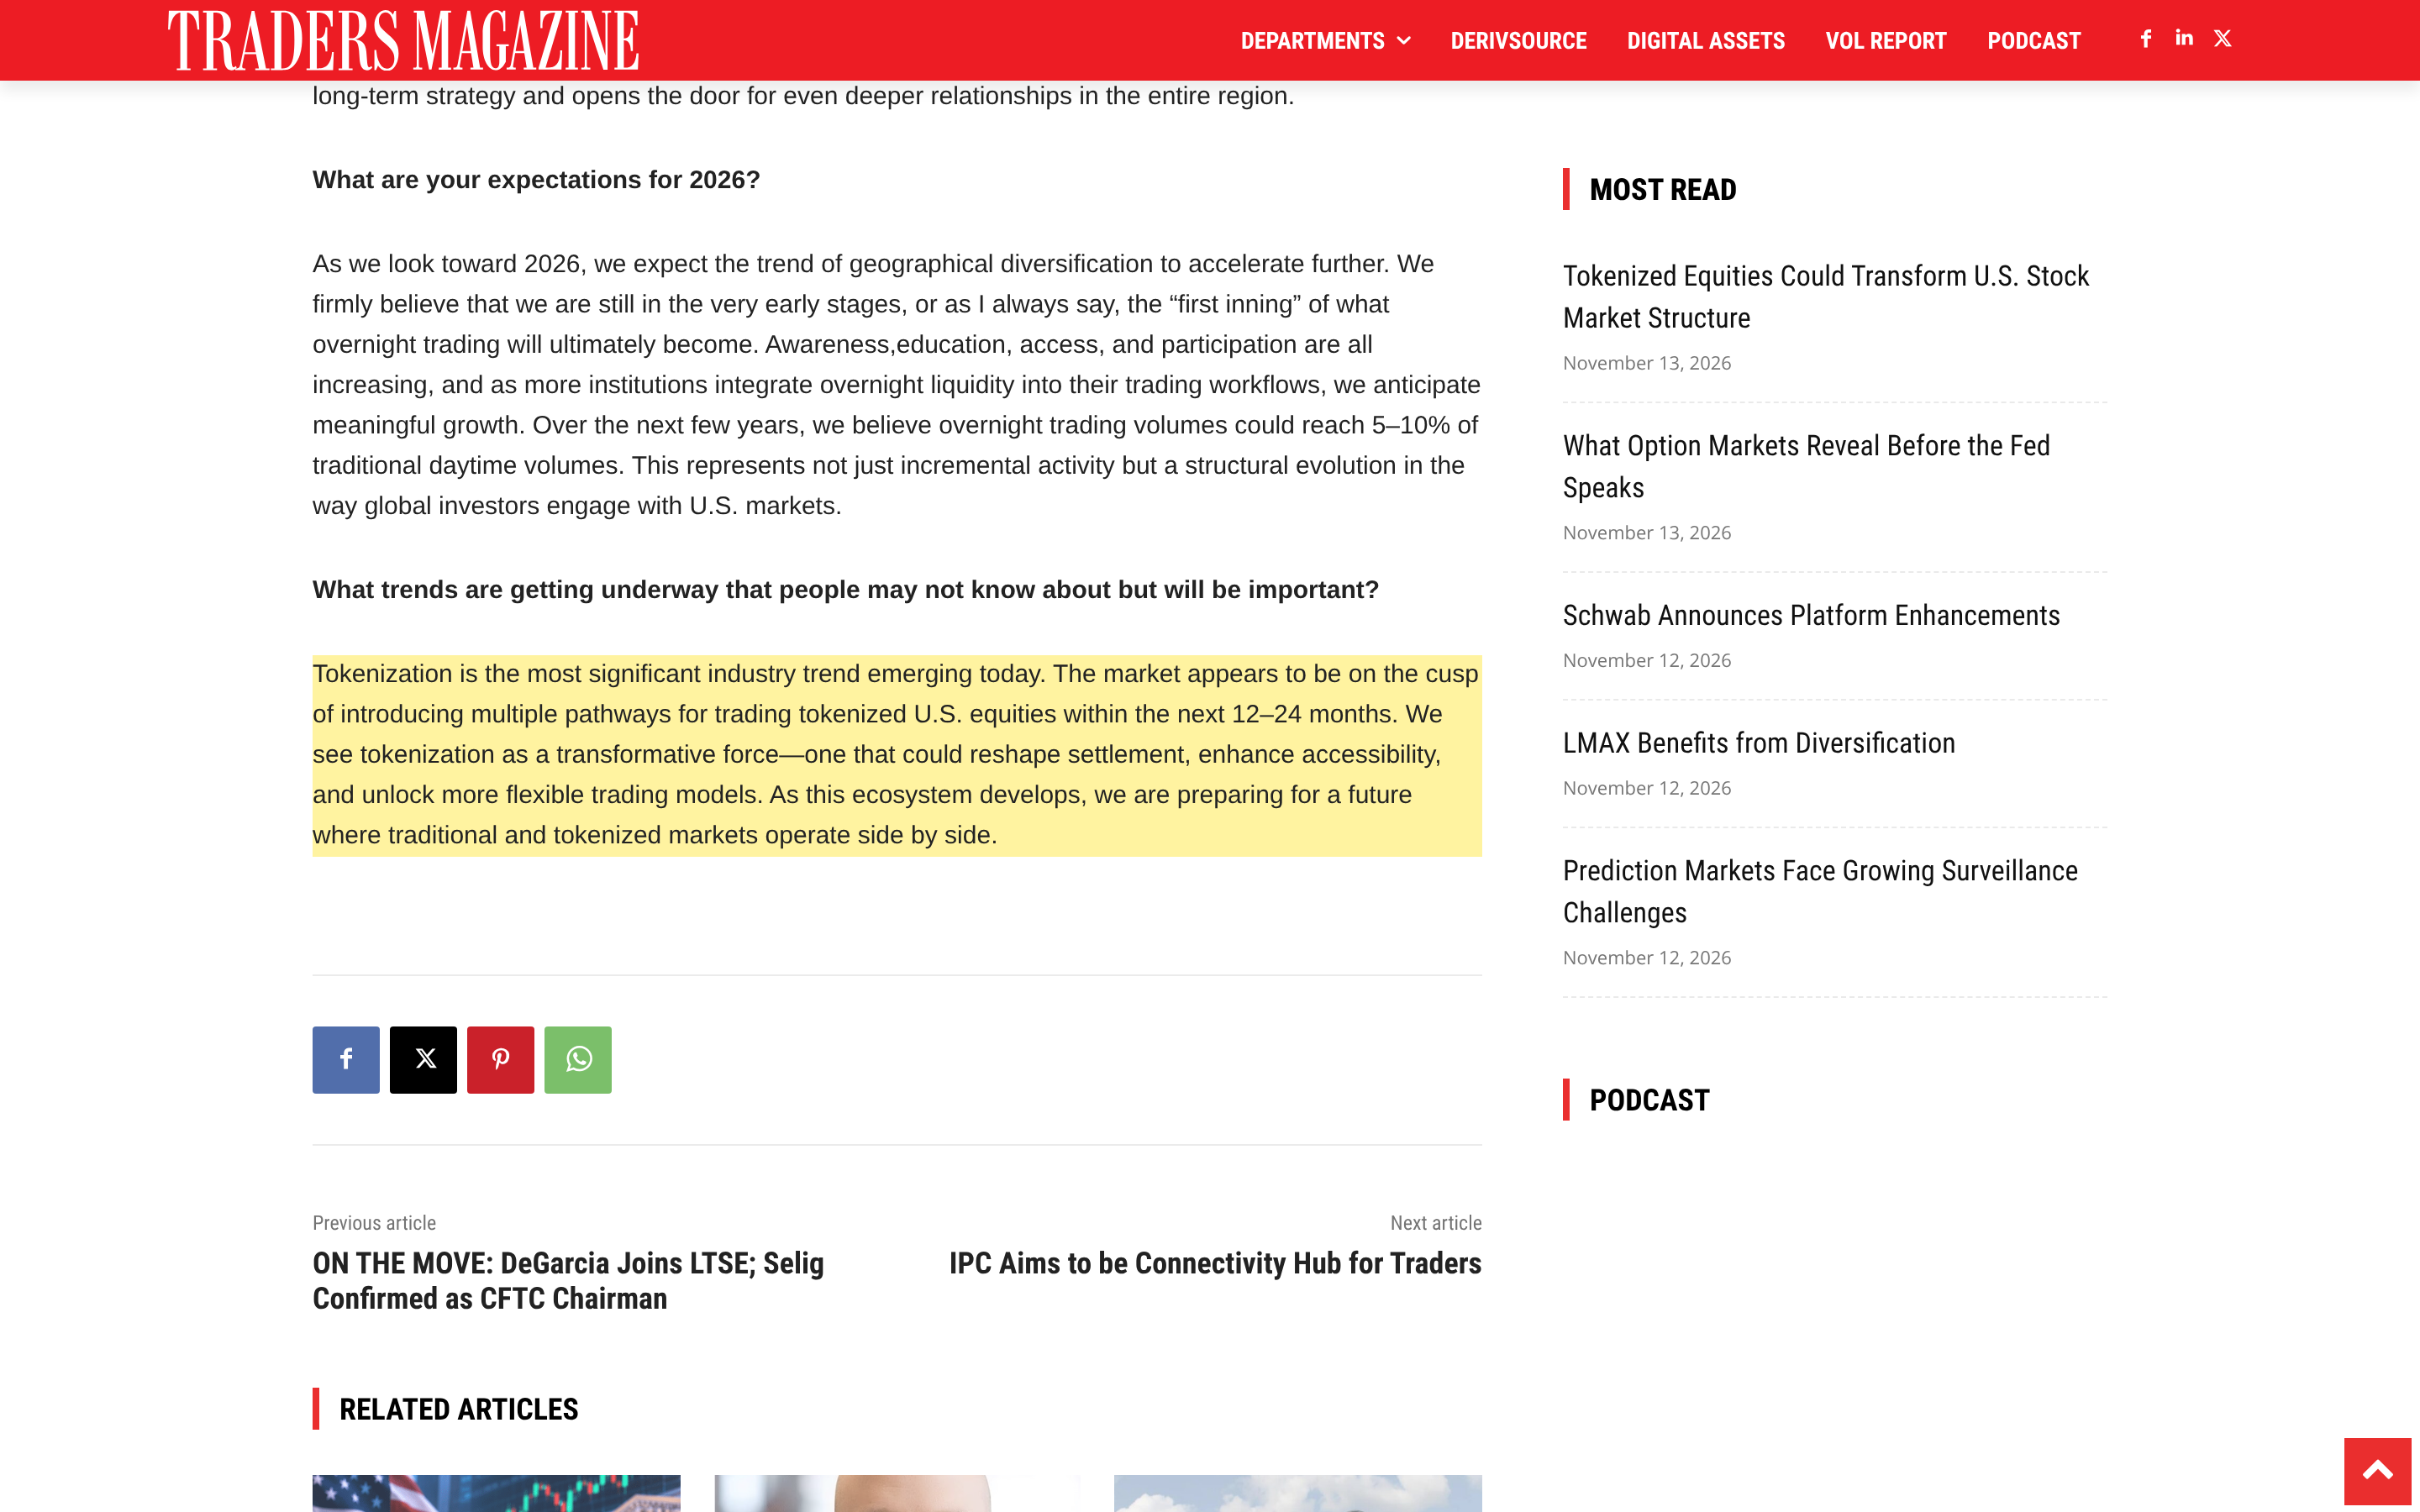 TRADERS MAGAZINE
DEPARTMENTS
DERIVSOURCE
DIGITAL ASSETS
VOL REPORT
PODCAST
long-term strategy and opens the door for even deeper relationships in the entire region.
What are your expectations for 2026?
As we look toward 2026, we expect the trend of geographical diversification to accelerate further. We
firmly believe that we are still in the very early stages, or as I always say, the “first inning” of what
overnight trading will ultimately become. Awareness,education, access, and participation are all
increasing, and as more institutions integrate overnight liquidity into their trading workflows, we anticipate
meaningful growth. Over the next few years, we believe overnight trading volumes could reach 5–10% of
traditional daytime volumes. This represents not just incremental activity but a structural evolution in the
way global investors engage with U.S. markets.
What trends are getting underway that people may not know about but will be important?
Tokenization is the most significant industry trend emerging today. The market appears to be on the cusp
of introducing multiple pathways for trading tokenized U.S. equities within the next 12–24 months. We
see tokenization as a transformative force—one that could reshape settlement, enhance accessibility,
and unlock more flexible trading models. As this ecosystem develops, we are preparing for a future
where traditional and tokenized markets operate side by side.
Previous article
ON THE MOVE: DeGarcia Joins LTSE; Selig
Confirmed as CFTC Chairman
Next article
IPC Aims to be Connectivity Hub for Traders
RELATED ARTICLES
MOST READ
Tokenized Equities Could Transform U.S. Stock
Market Structure
November 13, 2026
What Option Markets Reveal Before the Fed
Speaks
November 13, 2026
Schwab Announces Platform Enhancements
November 12, 2026
LMAX Benefits from Diversification
November 12, 2026
Prediction Markets Face Growing Surveillance
Challenges
November 12, 2026
PODCAST